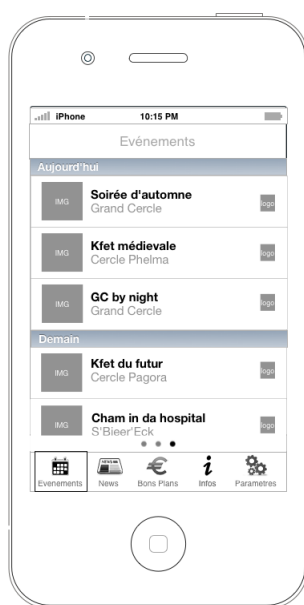 iPhone 10:15 PM
Evénements
Aujourd'hui
IMG
Soirée d'automne
Grand Cercle
logo
IMG
Kfet médievale
Cercle Phelma
logo
IMG
GC by night
Grand Cercle
logo
Demain
IMG
Kfet du futur
Cercle Pagora
logo
IMG
Cham in da hospital
S'Bieer'Eck
logo
Evenements News Bons Plans Infos Parametres